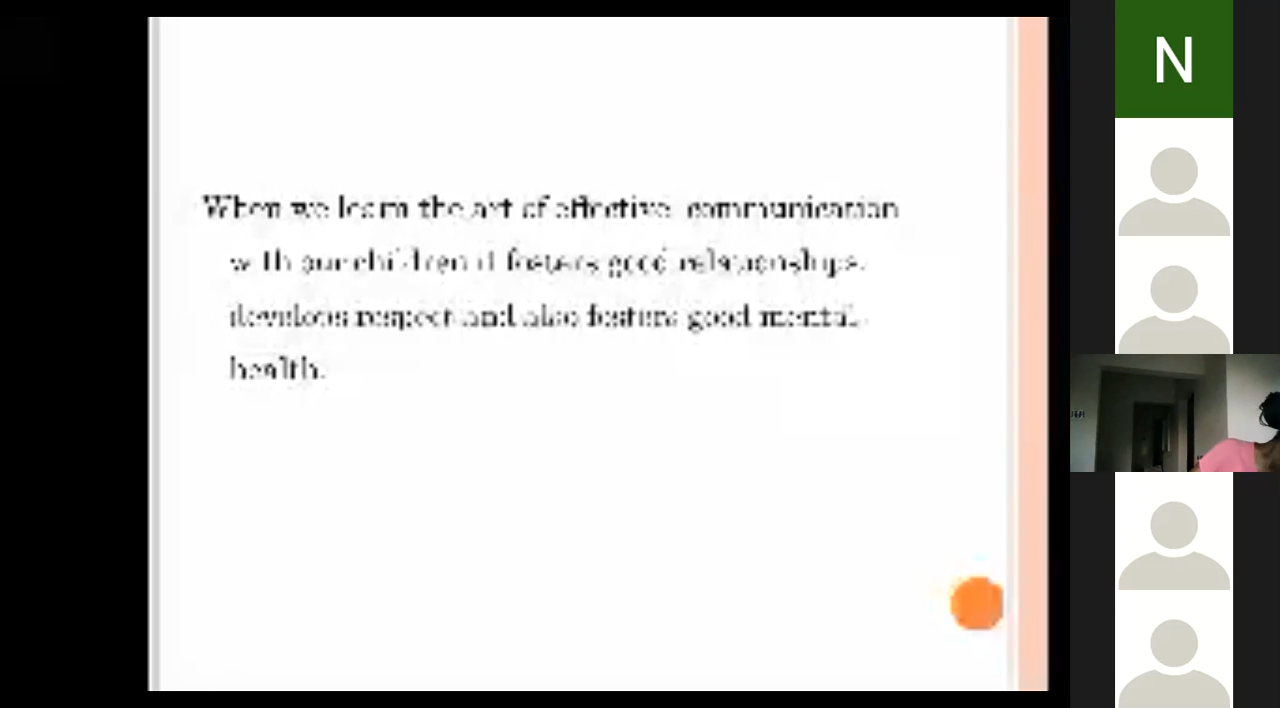 When we learn the art of effective communication
with our children it fosters good relationships,
develops respect and also fosters good mental
health.
N